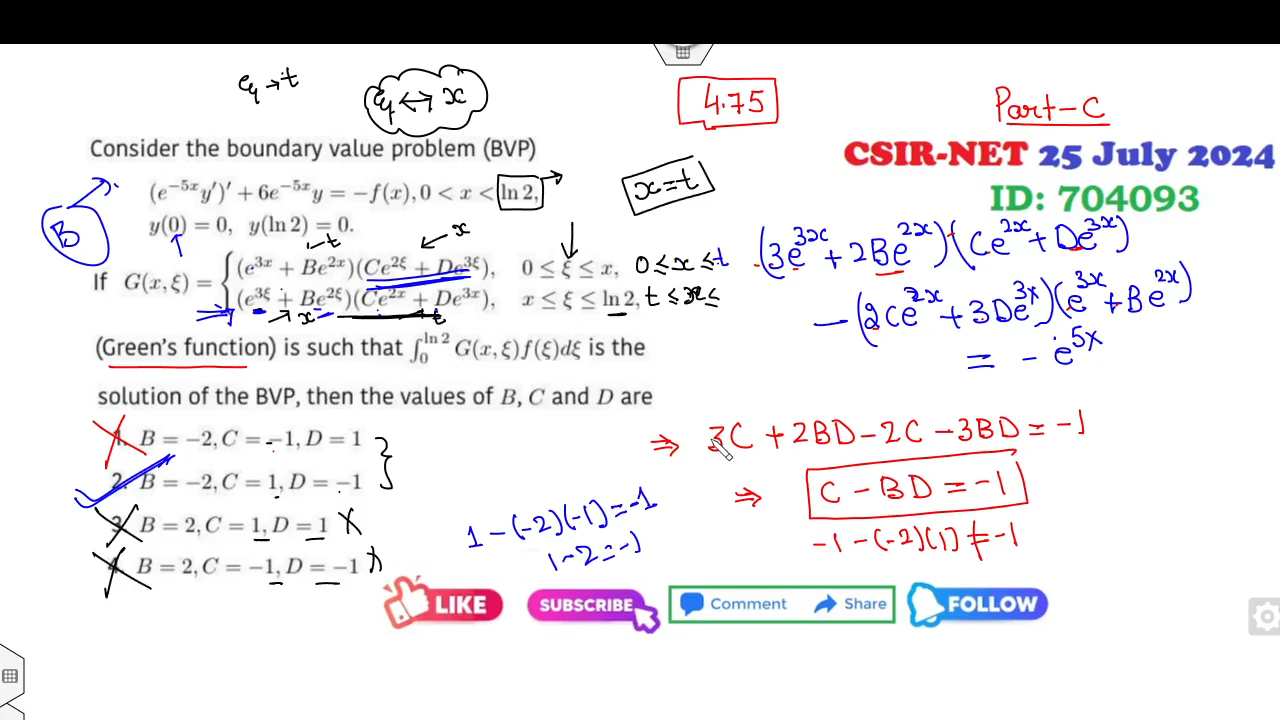 e4 → t
e4 ↔ x
4.75
Part-C
Consider the boundary value problem (BVP)
CSIR-NET 25 July 2024
ID: 704093
(e^{-5x}y')' + 6e^{-5x}y = −f(x), 0 < x < ln 2,
x=t
B
y(0) = 0, y(ln 2) = 0.
t
x
If G(x, ξ) = { (e^{3x} + Be^{2x})(Ce^{2ξ} + De^{3ξ}), 0 ≤ ξ ≤ x, 0 ≤ x ≤ t
(e^{3ξ} + Be^{2ξ})(Ce^{2x} + De^{3x}), x ≤ ξ ≤ ln 2, t ≤ x ≤
x
t
(3e^{3x} + 2Be^{2x})(Ce^{2x} + De^{3x})
− (2Ce^{2x} + 3De^{3x})(e^{3x} + Be^{2x})
= − e^{5x}
(Green's function) is such that ∫_0^{ln 2} G(x, ξ)f(ξ)dξ is the
solution of the BVP, then the values of B, C and D are
1. B = −2, C = −1, D = 1
2. B = −2, C = 1, D = −1
3. B = 2, C = 1, D = 1 x
4. B = 2, C = −1, D = −1 x
⇒ 3C + 2BD − 2C − 3BD = −1
⇒ C − BD = −1
−1 − (−2)(1) ≠ −1
1 − (−2)(−1) = −1
1 − 2 = −1
LIKE
SUBSCRIBE
Comment
Share
FOLLOW